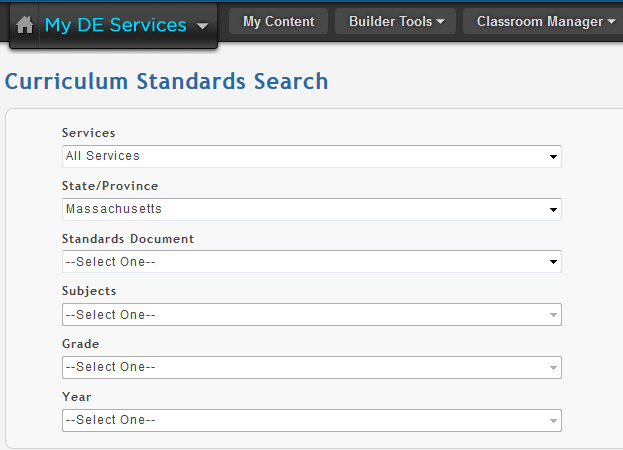 My DE Services My Content Builder Tools Classroom Manager
Curriculum Standards Search
Services
All Services
State/Province
Massachusetts
Standards Document
--Select One--
Subjects
--Select One--
Grade
--Select One--
Year
--Select One--